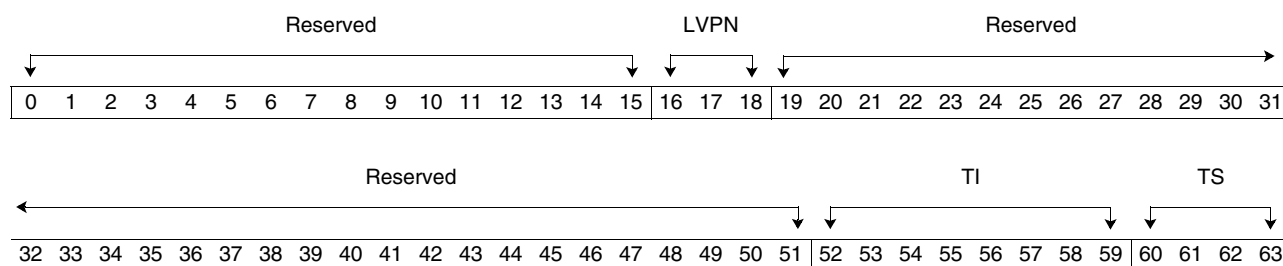 Reserved LVPN Reserved
0 1 2 3 4 5 6 7 8 9 10 11 12 13 14 15 16 17 18 19 20 21 22 23 24 25 26 27 28 29 30 31
Reserved TI TS
32 33 34 35 36 37 38 39 40 41 42 43 44 45 46 47 48 49 50 51 52 53 54 55 56 57 58 59 60 61 62 63